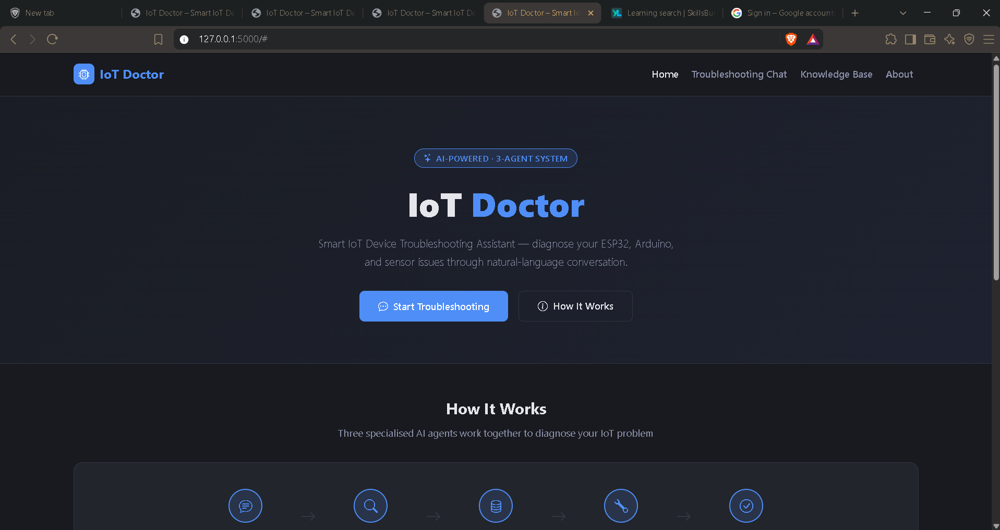 New tab
IoT Doctor – Smart IoT De
IoT Doctor – Smart IoT De
IoT Doctor – Smart IoT De
IoT Doctor – Smart Io
Learning search | SkillsBui
Sign in – Google accounts
127.0.0.1:5000/#
IoT Doctor
Home
Troubleshooting Chat
Knowledge Base
About
AI-POWERED · 3-AGENT SYSTEM
IoT Doctor
Smart IoT Device Troubleshooting Assistant — diagnose your ESP32, Arduino,
and sensor issues through natural-language conversation.
Start Troubleshooting
How It Works
How It Works
Three specialised AI agents work together to diagnose your IoT problem